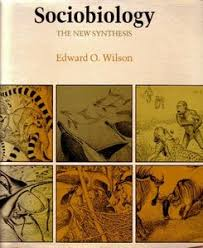 Sociobiology
THE NEW SYNTHESIS
Edward O. Wilson